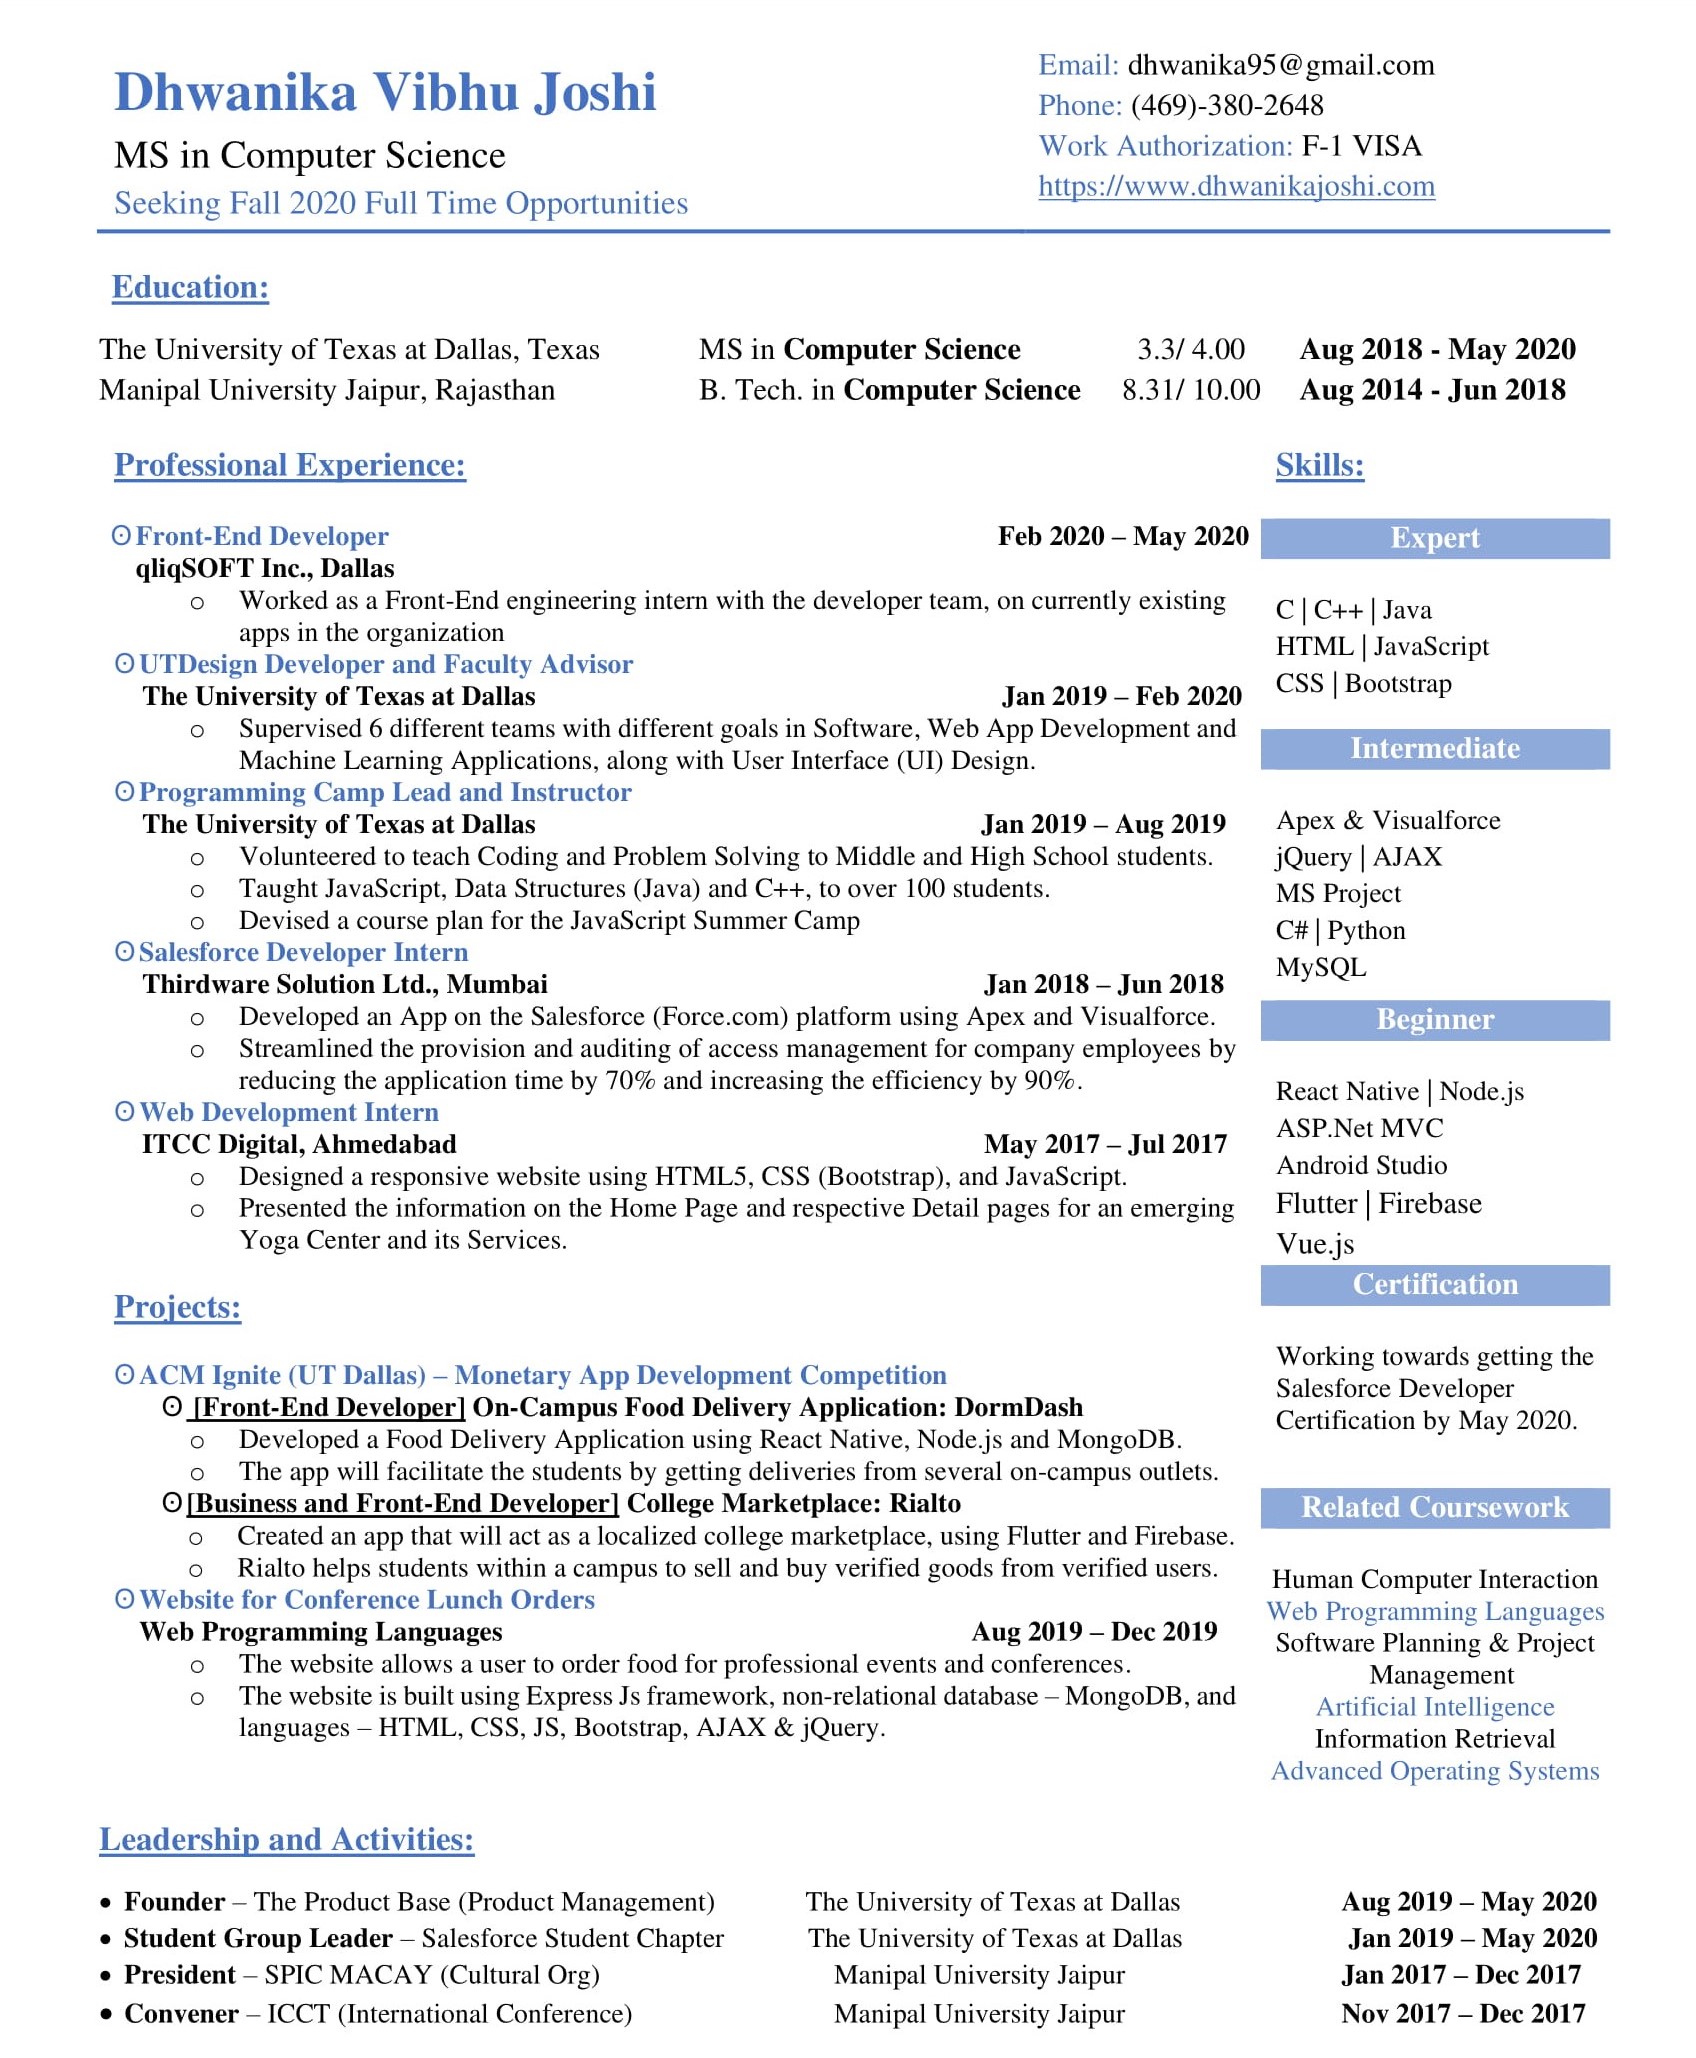 Dhwanika Vibhu Joshi
MS in Computer Science
Seeking Fall 2020 Full Time Opportunities
Email: dhwanika95@gmail.com
Phone: (469)-380-2648
Work Authorization: F-1 VISA
https://www.dhwanikajoshi.com
Education:
The University of Texas at Dallas, Texas MS in Computer Science 3.3/ 4.00 Aug 2018 - May 2020
Manipal University Jaipur, Rajasthan B. Tech. in Computer Science 8.31/ 10.00 Aug 2014 - Jun 2018
Professional Experience:
ʘ Front-End Developer Feb 2020 – May 2020
qliqSOFT Inc., Dallas
o Worked as a Front-End engineering intern with the developer team, on currently existing
apps in the organization
ʘ UTDesign Developer and Faculty Advisor
The University of Texas at Dallas Jan 2019 – Feb 2020
o Supervised 6 different teams with different goals in Software, Web App Development and
Machine Learning Applications, along with User Interface (UI) Design.
ʘ Programming Camp Lead and Instructor
The University of Texas at Dallas Jan 2019 – Aug 2019
o Volunteered to teach Coding and Problem Solving to Middle and High School students.
o Taught JavaScript, Data Structures (Java) and C++, to over 100 students.
o Devised a course plan for the JavaScript Summer Camp
ʘ Salesforce Developer Intern
Thirdware Solution Ltd., Mumbai Jan 2018 – Jun 2018
o Developed an App on the Salesforce (Force.com) platform using Apex and Visualforce.
o Streamlined the provision and auditing of access management for company employees by
reducing the application time by 70% and increasing the efficiency by 90%.
ʘ Web Development Intern
ITCC Digital, Ahmedabad May 2017 – Jul 2017
o Designed a responsive website using HTML5, CSS (Bootstrap), and JavaScript.
o Presented the information on the Home Page and respective Detail pages for an emerging
Yoga Center and its Services.
Projects:
ʘ ACM Ignite (UT Dallas) – Monetary App Development Competition
ʘ [Front-End Developer] On-Campus Food Delivery Application: DormDash
o Developed a Food Delivery Application using React Native, Node.js and MongoDB.
o The app will facilitate the students by getting deliveries from several on-campus outlets.
ʘ [Business and Front-End Developer] College Marketplace: Rialto
o Created an app that will act as a localized college marketplace, using Flutter and Firebase.
o Rialto helps students within a campus to sell and buy verified goods from verified users.
ʘ Website for Conference Lunch Orders
Web Programming Languages Aug 2019 – Dec 2019
o The website allows a user to order food for professional events and conferences.
o The website is built using Express Js framework, non-relational database – MongoDB, and
languages – HTML, CSS, JS, Bootstrap, AJAX & jQuery.
Skills:
Expert
C | C++ | Java
HTML | JavaScript
CSS | Bootstrap
Intermediate
Apex & Visualforce
jQuery | AJAX
MS Project
C# | Python
MySQL
Beginner
React Native | Node.js
ASP.Net MVC
Android Studio
Flutter | Firebase
Vue.js
Certification
Working towards getting the
Salesforce Developer
Certification by May 2020.
Related Coursework
Human Computer Interaction
Web Programming Languages
Software Planning & Project
Management
Artificial Intelligence
Information Retrieval
Advanced Operating Systems
Leadership and Activities:
• Founder – The Product Base (Product Management) The University of Texas at Dallas Aug 2019 – May 2020
• Student Group Leader – Salesforce Student Chapter The University of Texas at Dallas Jan 2019 – May 2020
• President – SPIC MACAY (Cultural Org) Manipal University Jaipur Jan 2017 – Dec 2017
• Convener – ICCT (International Conference) Manipal University Jaipur Nov 2017 – Dec 2017